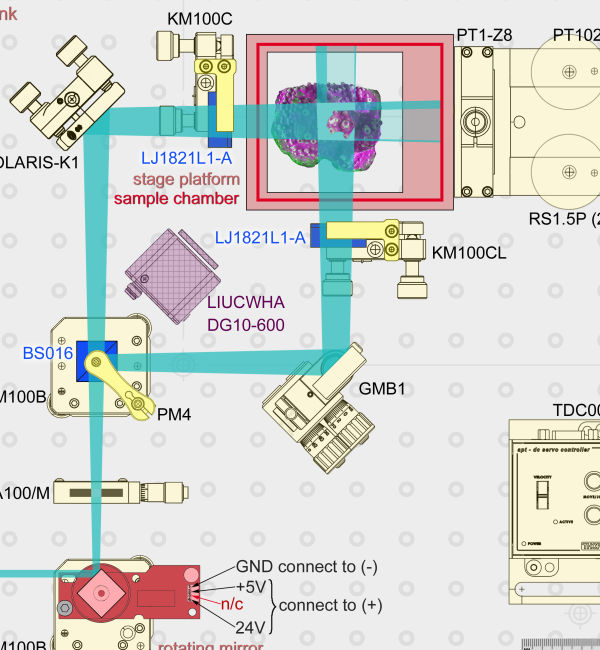 nk
KM100C
PT1-Z8
PT102
OLARIS-K1
LJ1821L1-A
stage platform
sample chamber
RS1.5P (2
LJ1821L1-A
KM100CL
LIUCWHA
DG10-600
BS016
GMB1
M100B
PM4
TDC00
apt - dc servo controller
VELOCITY
ACTIVE
POWER
A100/M
GND connect to (-)
+5V
n/c
connect to (+)
24V
M100B
rotating mirror